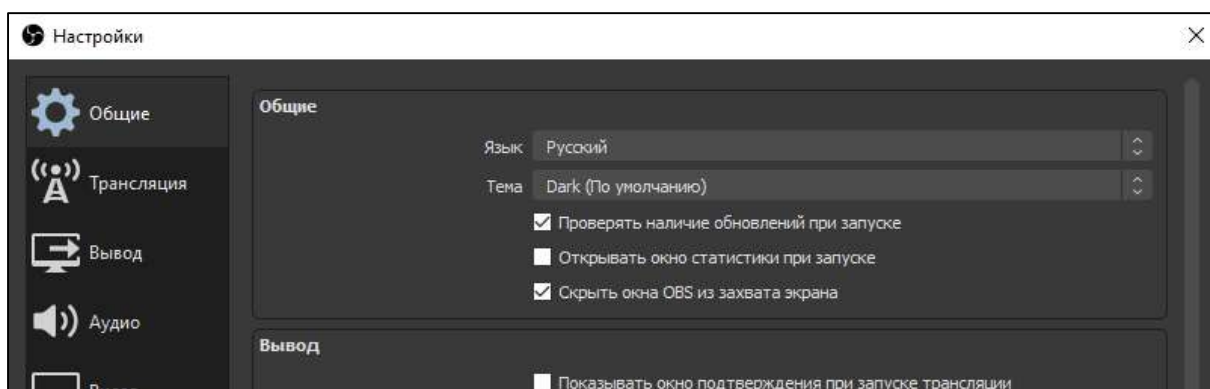 Настройки
Общие
Трансляция
Вывод
Аудио
Общие
Язык Русский
Тема Dark (По умолчанию)
Проверять наличие обновлений при запуске
Открывать окно статистики при запуске
Скрыть окна OBS из захвата экрана
Вывод
Показывать окно подтверждения при запуске трансляции